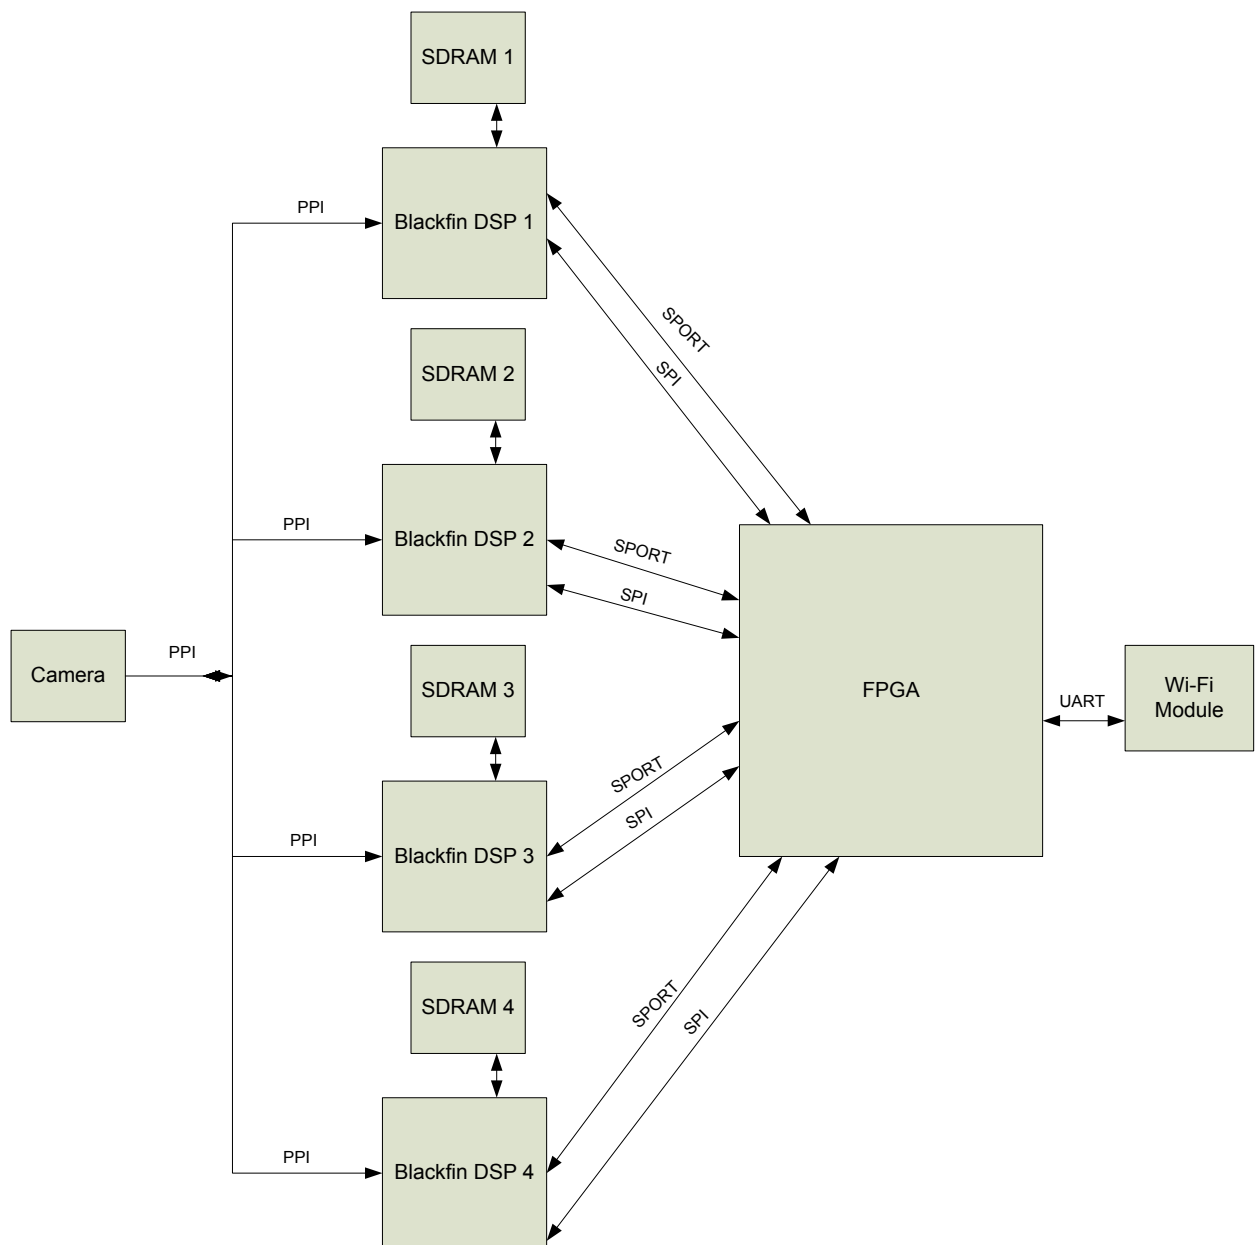 SDRAM 1
PPI
Blackfin DSP 1
SPORT
SPI
SDRAM 2
PPI
Blackfin DSP 2
SPORT
SPI
Camera
PPI
SDRAM 3
FPGA
UART
Wi-Fi
Module
PPI
Blackfin DSP 3
SPORT
SPI
SDRAM 4
SPORT
SPI
PPI
Blackfin DSP 4